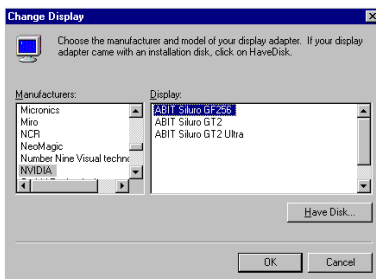 Change Display
Choose the manufacturer and model of your display adapter. If your display
adapter came with an installation disk, click on HaveDisk.
Manufacturers:
Micronics
Miro
NCR
NeoMagic
Number Nine Visual techno
NVIDIA
Display:
ABIT Siluro GF256
ABIT Siluro GT2
ABIT Siluro GT2 Ultra
Have Disk...
OK
Cancel